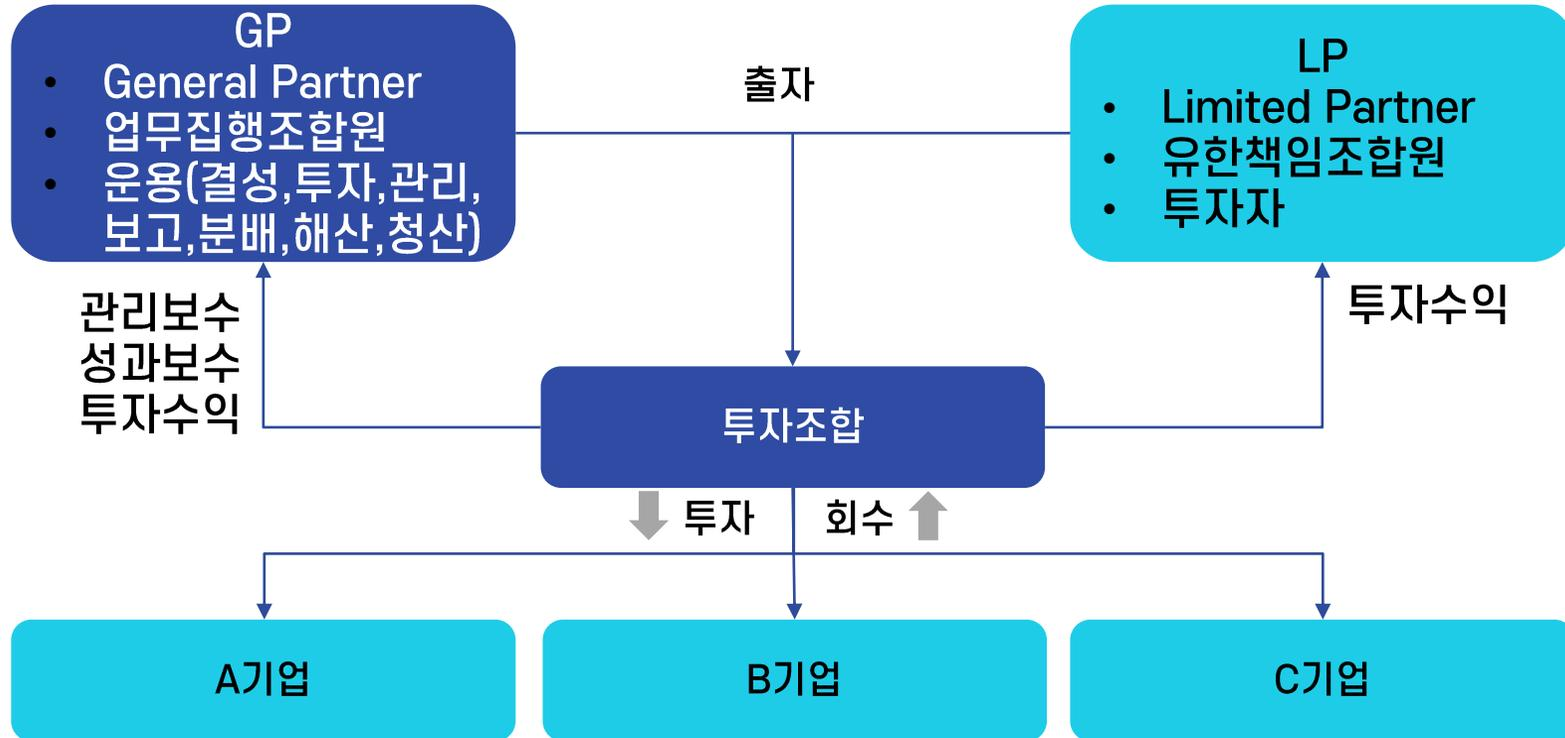 GP
• General Partner
• 업무집행조합원
• 운용(결성,투자,관리,
보고,분배,해산,청산)
출자
LP
• Limited Partner
• 유한책임조합원
• 투자자
관리보수
성과보수
투자수익
투자수익
투자조합
투자
회수
A기업
B기업
C기업